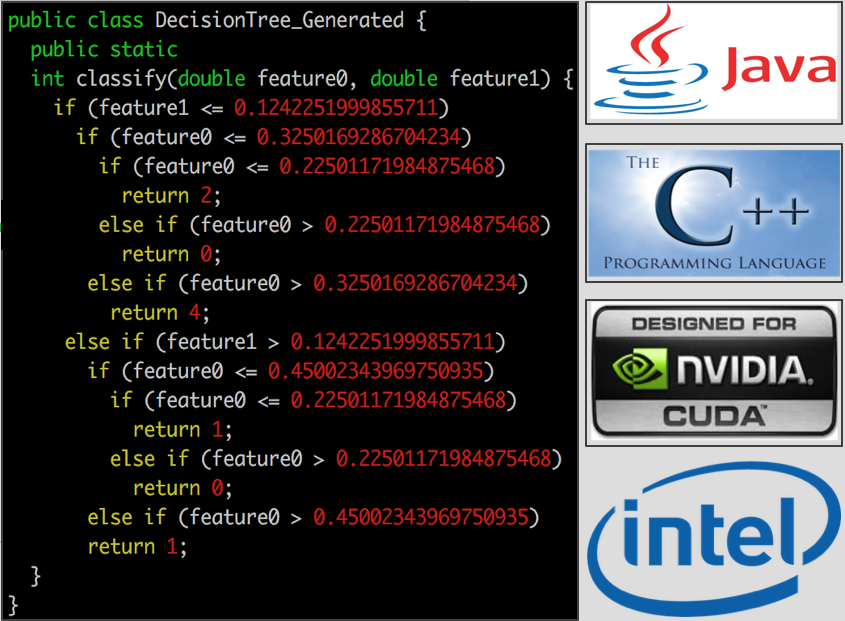 public class DecisionTree_Generated {
public static
int classify(double feature0, double feature1) {
if (feature1 <= 0.1242251999855711)
if (feature0 <= 0.3250169286704234)
if (feature0 <= 0.22501171984875468)
return 2;
else if (feature0 > 0.22501171984875468)
return 0;
else if (feature0 > 0.3250169286704234)
return 4;
else if (feature1 > 0.1242251999855711)
if (feature0 <= 0.45002343969750935)
if (feature0 <= 0.22501171984875468)
return 1;
else if (feature0 > 0.22501171984875468)
return 0;
else if (feature0 > 0.45002343969750935)
return 1;
}
}
Java
THE
C++
PROGRAMMING LANGUAGE
DESIGNED FOR
NVIDIA.
CUDA™
intel